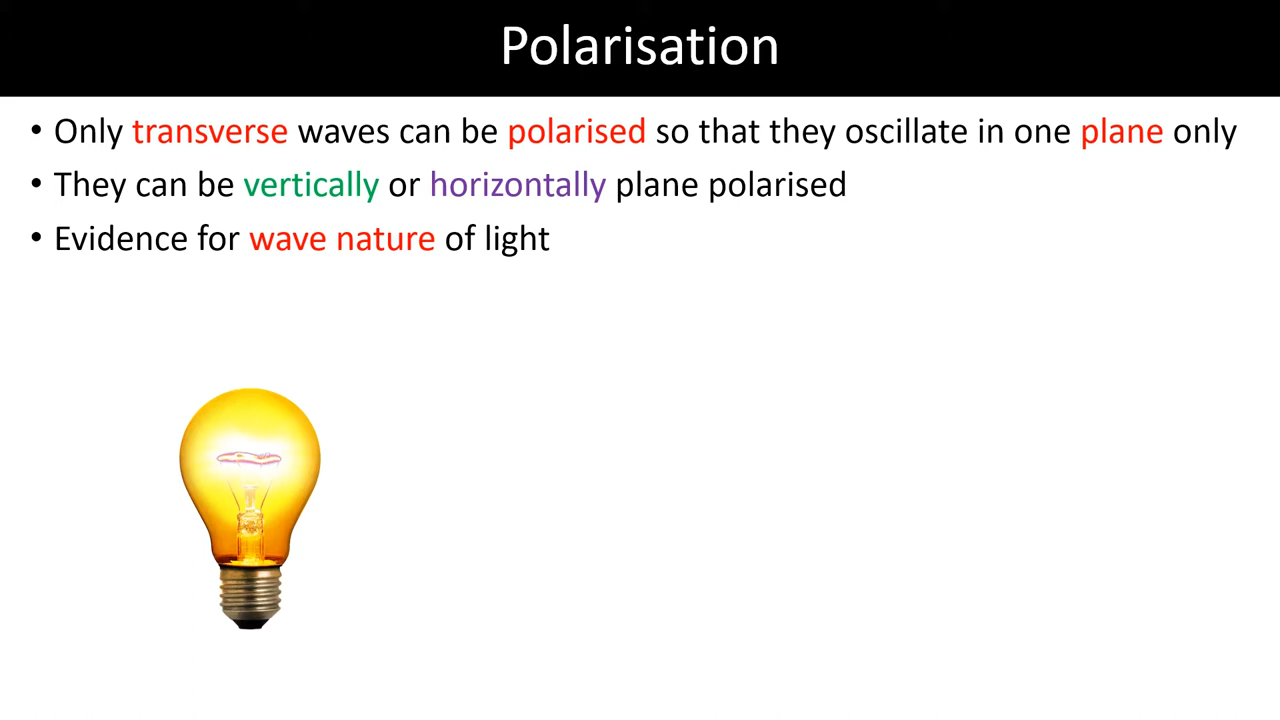 Polarisation
• Only transverse waves can be polarised so that they oscillate in one plane only
• They can be vertically or horizontally plane polarised
• Evidence for wave nature of light